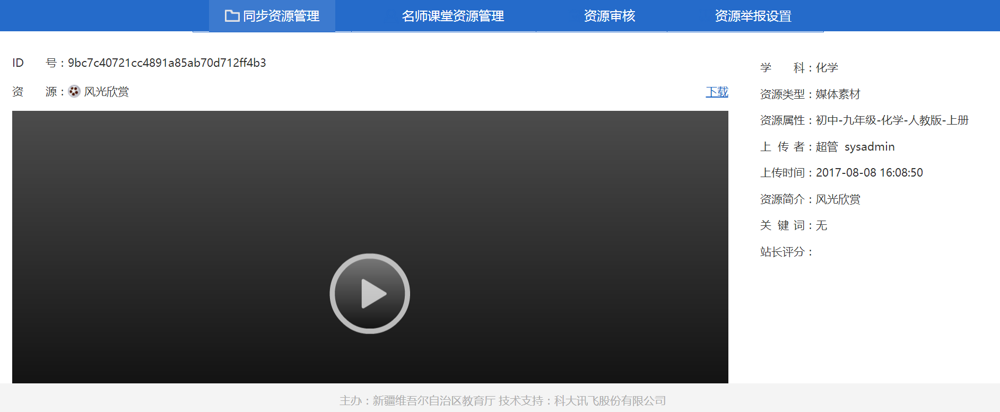 同步资源管理 名师课堂资源管理 资源审核 资源举报设置
ID 号：9bc7c40721cc4891a85ab70d712ff4b3
资 源：风光欣赏 下载
学 科：化学
资源类型：媒体素材
资源属性：初中-九年级-化学-人教版-上册
上 传 者：超管 sysadmin
上传时间：2017-08-08 16:08:50
资源简介：风光欣赏
关 键 词：无
站长评分：
主办：新疆维吾尔自治区教育厅 技术支持：科大讯飞股份有限公司